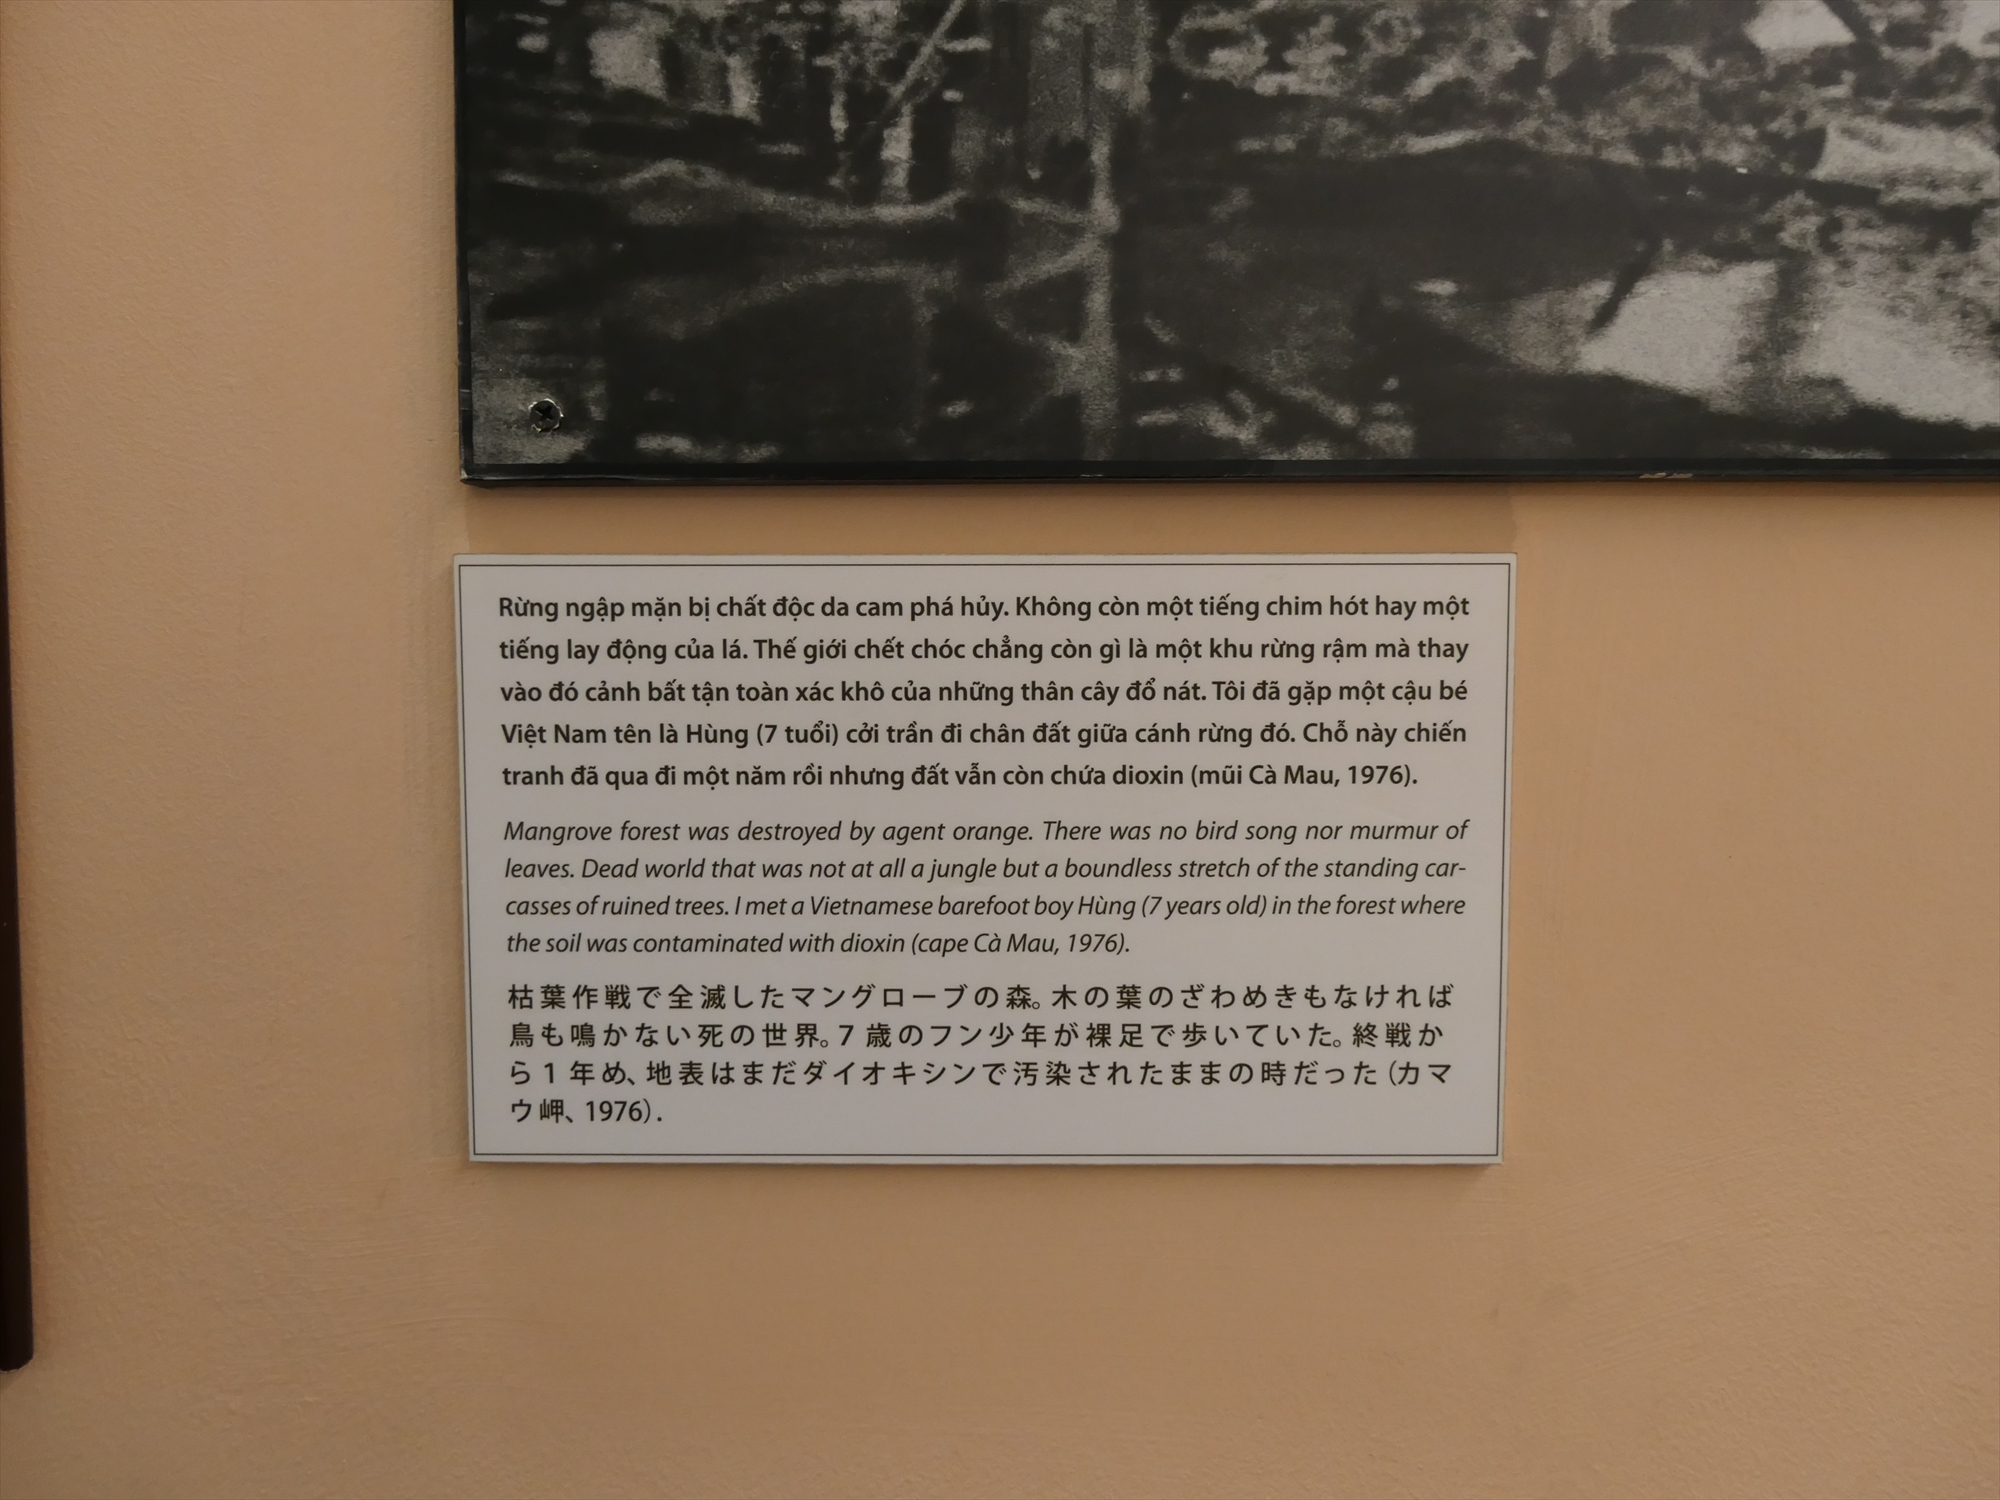 Rừng ngập mặn bị chất độc da cam phá hủy. Không còn một tiếng chim hót hay một
tiếng lay động của lá. Thế giới chết chóc chẳng còn gì là một khu rừng rậm mà thay
vào đó cảnh bất tận toàn xác khô của những thân cây đổ nát. Tôi đã gặp một cậu bé
Việt Nam tên là Hùng (7 tuổi) cởi trần đi chân đất giữa cánh rừng đó. Chỗ này chiến
tranh đã qua đi một năm rồi nhưng đất vẫn còn chứa dioxin (mũi Cà Mau, 1976).
Mangrove forest was destroyed by agent orange. There was no bird song nor murmur of
leaves. Dead world that was not at all a jungle but a boundless stretch of the standing car-
casses of ruined trees. I met a Vietnamese barefoot boy Hùng (7 years old) in the forest where
the soil was contaminated with dioxin (cape Cà Mau, 1976).
枯葉作戦で全滅したマングローブの森。木の葉のざわめきもなければ
鳥も鳴かない死の世界。7 歳のフン少年が裸足で歩いていた。終戦か
ら 1 年め、地表はまだダイオキシンで汚染されたままの時だった (カマ
ウ岬、1976).